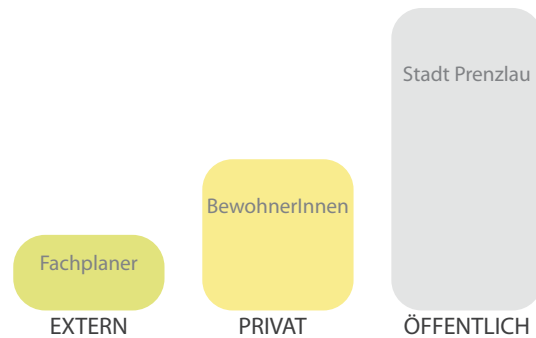 Stadt Prenzlau
BewohnerInnen
Fachplaner
EXTERN
PRIVAT
ÖFFENTLICH